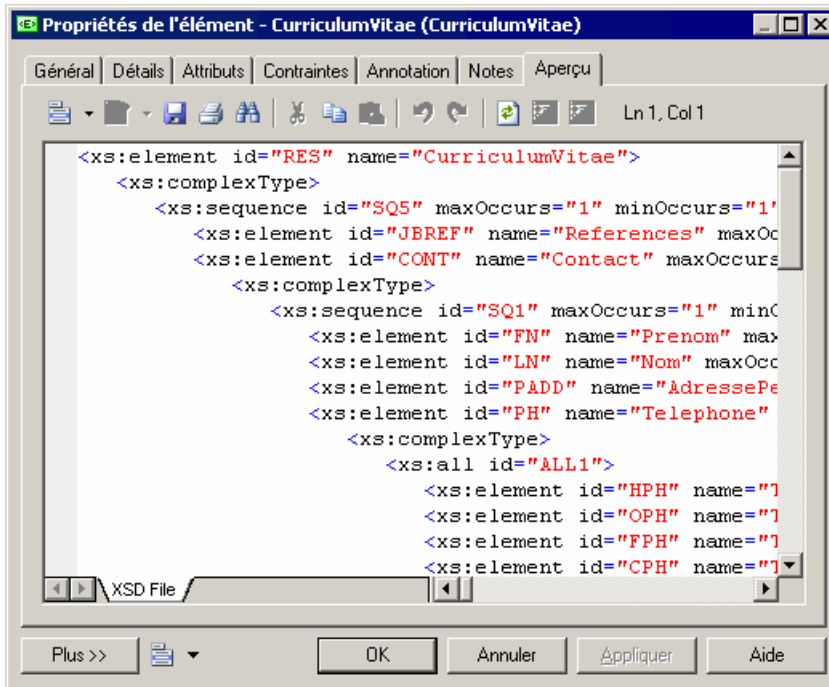 Propriétés de l'élément - CurriculumVitae (CurriculumVitae)
Général Détails Attributs Contraintes Annotation Notes Aperçu
Ln 1, Col 1
<xs:element id="RES" name="CurriculumVitae">
<xs:complexType>
<xs:sequence id="SQ5" maxOccurs="1" minOccurs="1"
<xs:element id="JBREF" name="References" maxOc
<xs:element id="CONT" name="Contact" maxOccurs
<xs:complexType>
<xs:sequence id="SQ1" maxOccurs="1" minO
<xs:element id="FN" name="Prenom" max
<xs:element id="LN" name="Nom" maxOcc
<xs:element id="PADD" name="AdressePe
<xs:element id="PH" name="Telephone"
<xs:complexType>
<xs:all id="ALL1">
<xs:element id="HPH" name="T
<xs:element id="OPH" name="T
<xs:element id="FPH" name="T
<xs:element id="CPH" name="T
XSD File
Plus >> OK Annuler Appliquer Aide